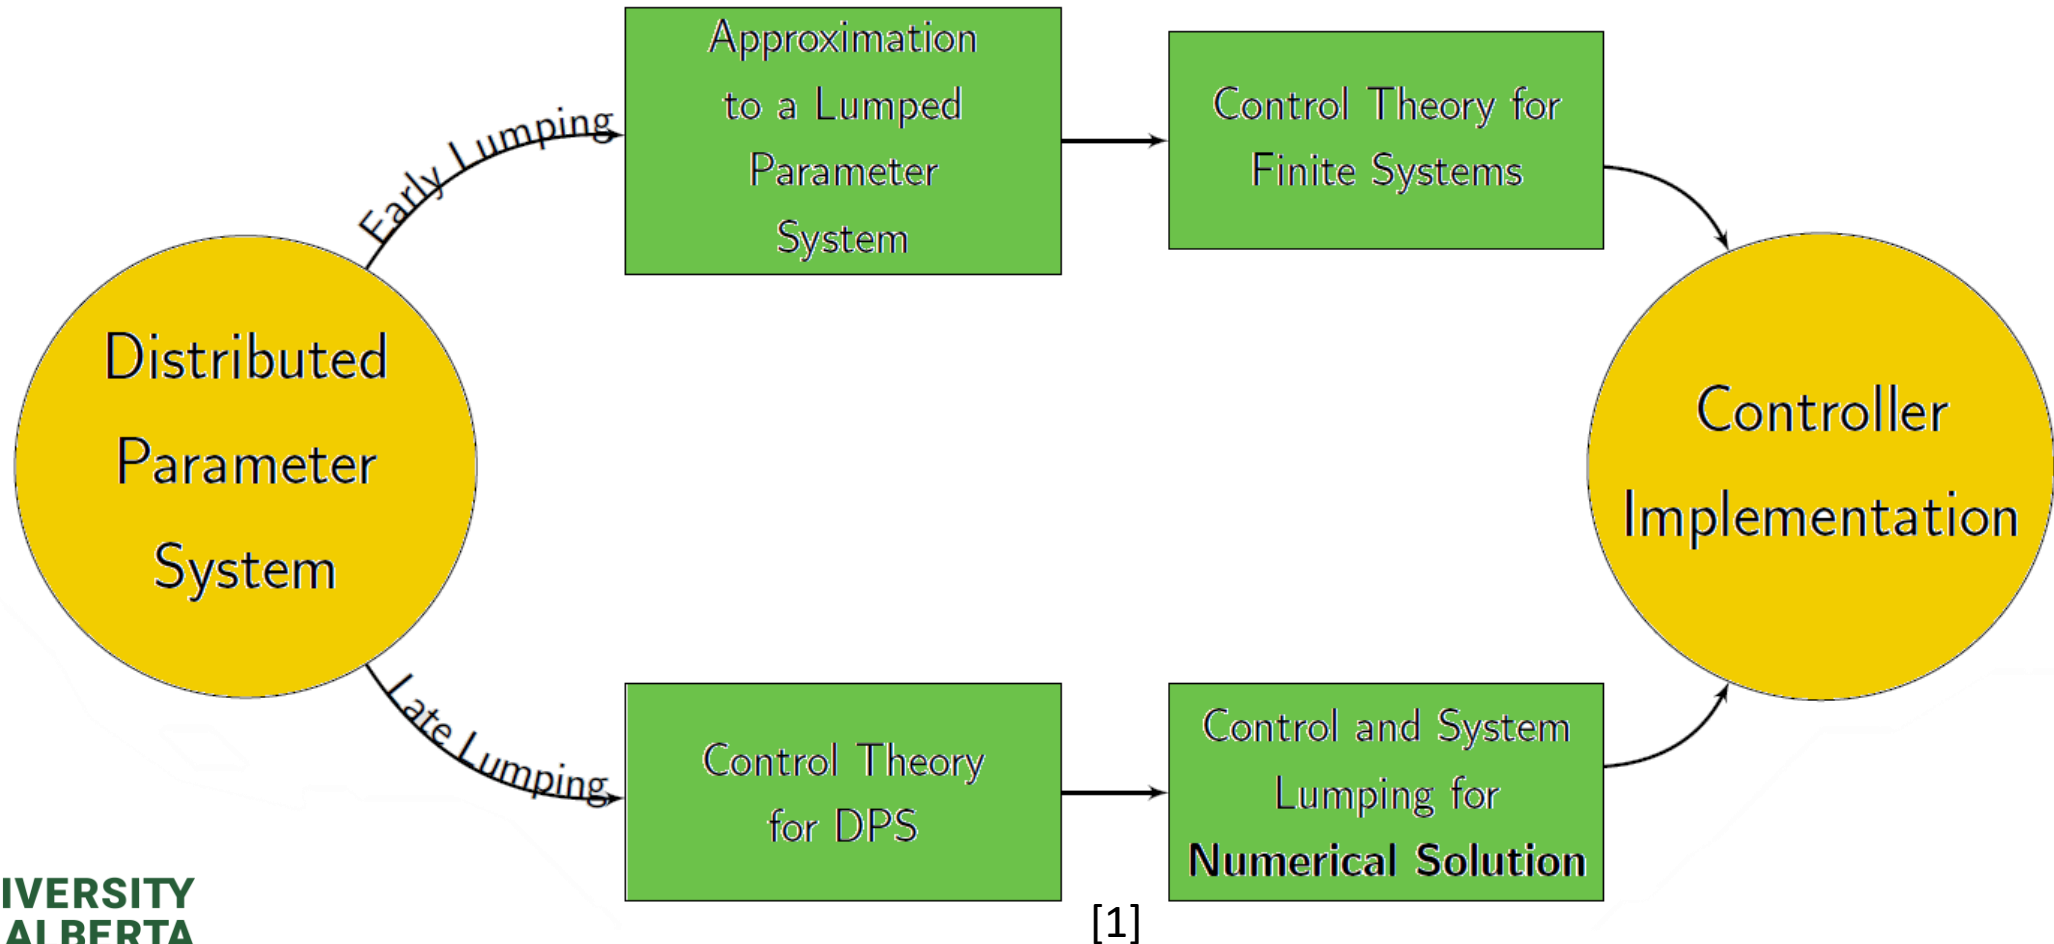 Early Lumping
Approximation
to a Lumped
Parameter
System
Control Theory for
Finite Systems
Distributed
Parameter
System
Controller
Implementation
Late Lumping
Control Theory
for DPS
Control and System
Lumping for
Numerical Solution
[1]
IVERSITY
ALBERTA